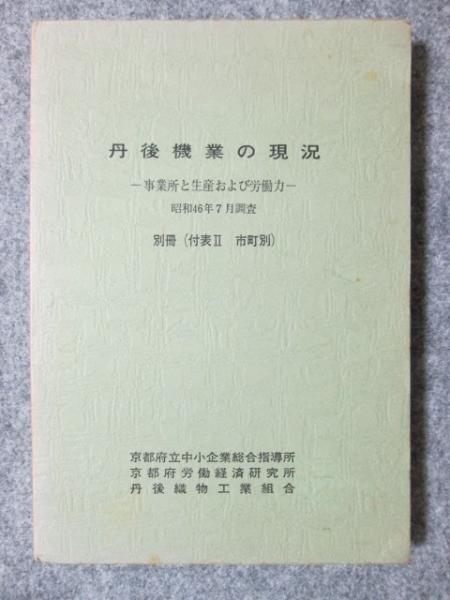 丹後機業の現況
―事業所と生産および労働力―
昭和46年7月調査
別冊(付表II 市町別)
京都府立中小企業総合指導所
京都府労働経済研究所
丹後織物工業組合